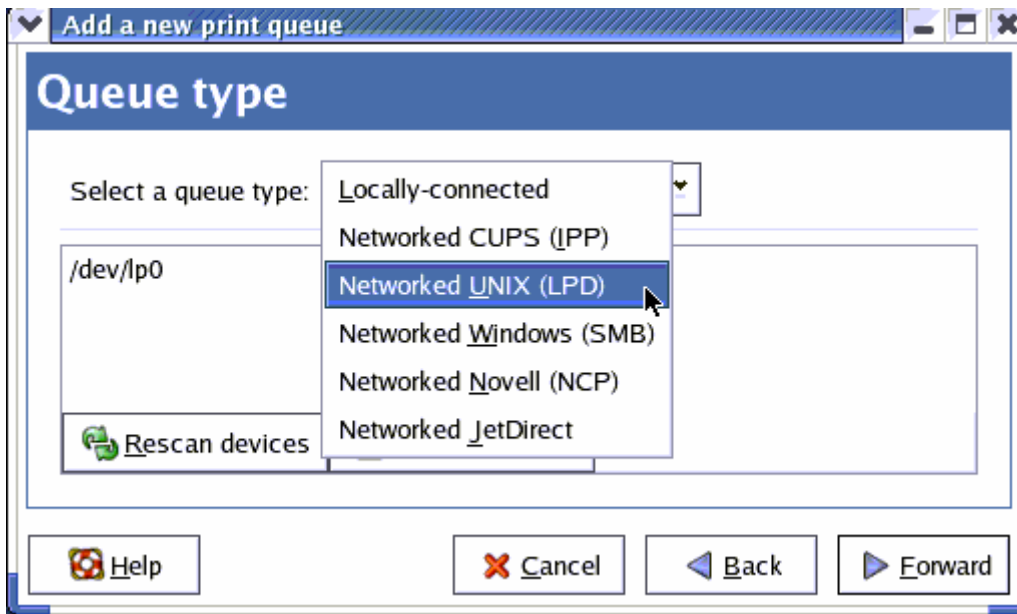 Add a new print queue
Queue type
Select a queue type:
Locally-connected
Networked CUPS (IPP)
Networked UNIX (LPD)
Networked Windows (SMB)
Networked Novell (NCP)
Networked JetDirect
/dev/lp0
Rescan devices
Help
Cancel
Back
Forward